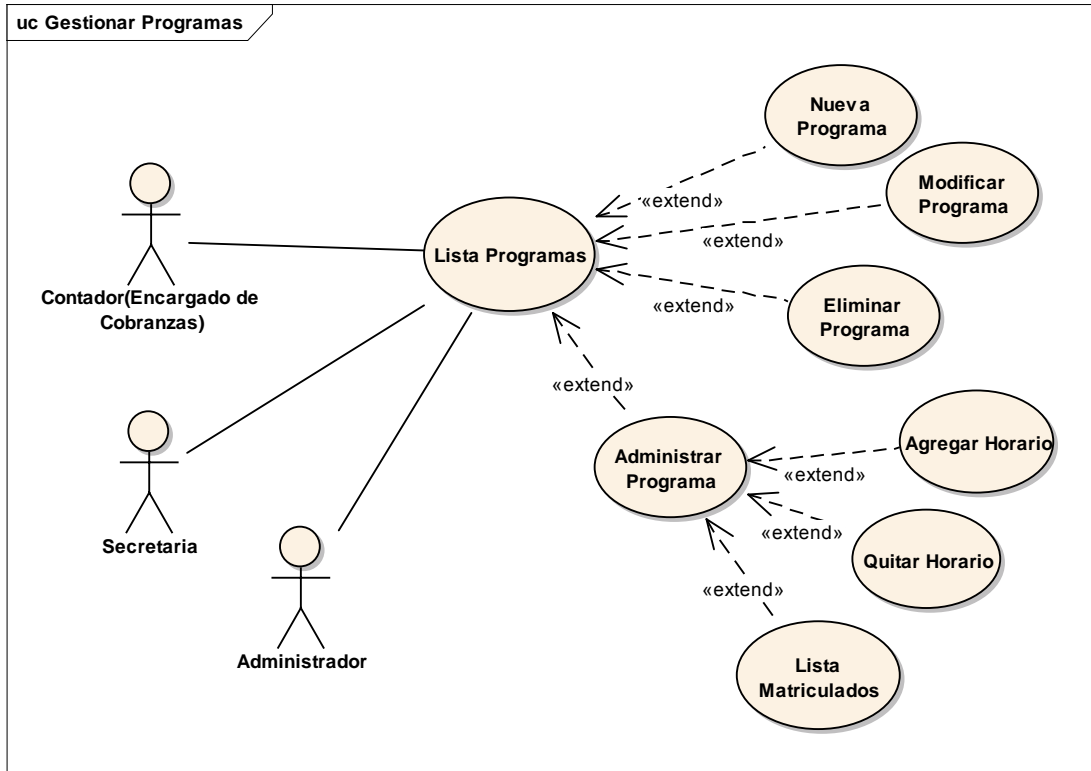 uc Gestionar Programas
Nueva
Programa
Modificar
Programa
«extend»
Lista Programas
«extend»
Contador(Encargado de
Cobranzas)
«extend»
Eliminar
Programa
«extend»
Secretaria
Administrar
Programa
Agregar Horario
«extend»
«extend»
Quitar Horario
«extend»
Administrador
Lista
Matriculados